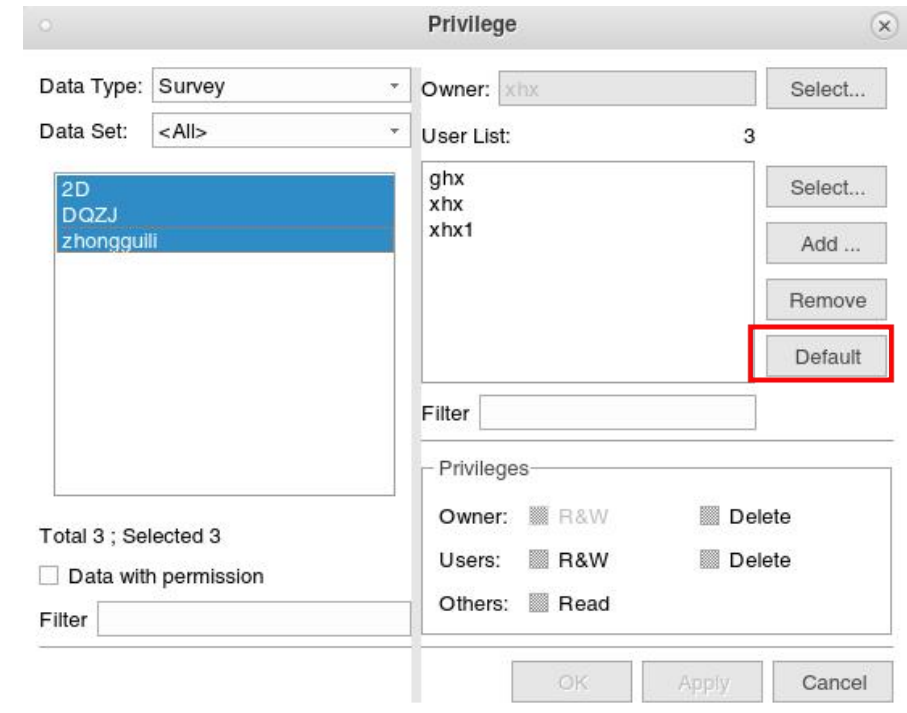 Privilege
Data Type: Survey
Data Set: <All>
2D
DQZJ
zhongguili
Total 3 ; Selected 3
Data with permission
Filter
Owner: xhx Select...
User List: 3
ghx
xhx
xhx1
Select...
Add ...
Remove
Default
Filter
Privileges
Owner: R&W Delete
Users: R&W Delete
Others: Read
OK Apply Cancel